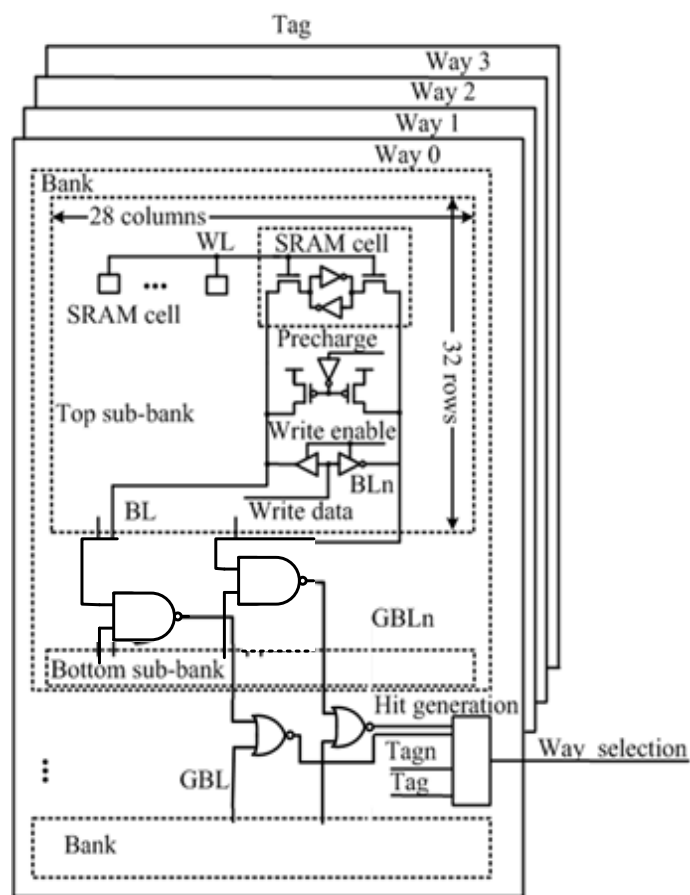 Tag
Way 3
Way 2
Way 1
Way 0
Bank
28 columns
WL
SRAM cell
SRAM cell
Precharge
32 rows
Top sub-bank
Write enable
BLn
BL
Write data
GBLn
Bottom sub-bank
Hit generation
Way selection
Tagn
GBL
Tag
Bank